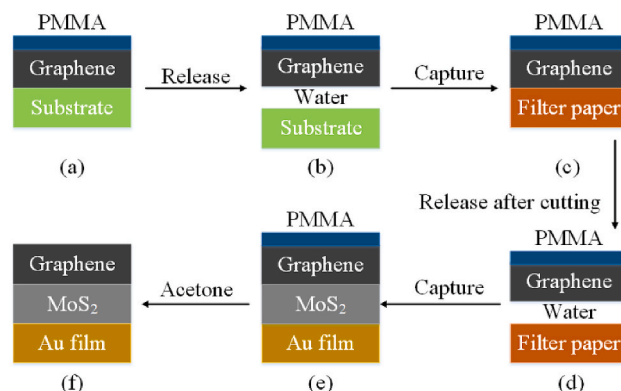 PMMA
Graphene
Substrate
(a)
Release
Graphene
Water
Substrate
(b)
Capture
PMMA
Graphene
Filter paper
(c)
Release after cutting
PMMA
Graphene
Water
Filter paper
(d)
Capture
PMMA
Graphene
MoS₂
Au film
(e)
Acetone
Graphene
MoS₂
Au film
(f)